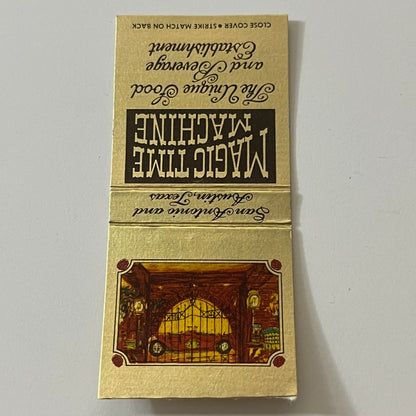 San Antonio and
Austin, Texas
MAGIC TIME
MACHINE
The Unique Food
and Beverage
Establishment
CLOSE COVER • STRIKE MATCH ON BACK